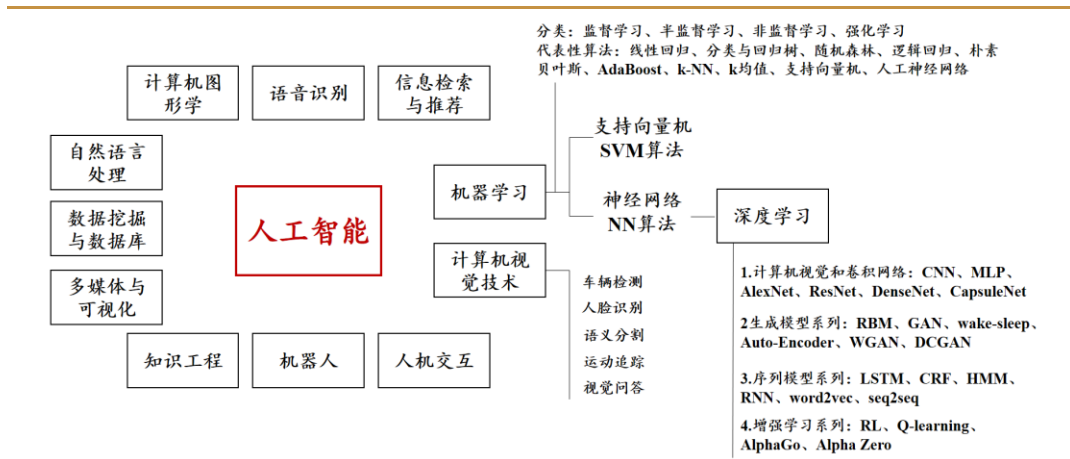 分类：监督学习、半监督学习、非监督学习、强化学习
代表性算法：线性回归、分类与回归树、随机森林、逻辑回归、朴素
贝叶斯、AdaBoost、k-NN、k均值、支持向量机、人工神经网络
计算机图
形学
语音识别
信息检索
与推荐
自然语言
处理
数据挖掘
与数据库
多媒体与
可视化
人工智能
知识工程
机器人
人机交互
机器学习
支持向量机
SVM算法
神经网络
NN算法
深度学习
计算机视
觉技术
车辆检测
人脸识别
语义分割
运动追踪
视觉问答
1.计算机视觉和卷积网络：CNN、MLP、
AlexNet、ResNet、DenseNet、CapsuleNet
2生成模型系列：RBM、GAN、wake-sleep、
Auto-Encoder、WGAN、DCGAN
3.序列模型系列：LSTM、CRF、HMM、
RNN、word2vec、seq2seq
4.增强学习系列：RL、Q-learning、
AlphaGo、Alpha Zero